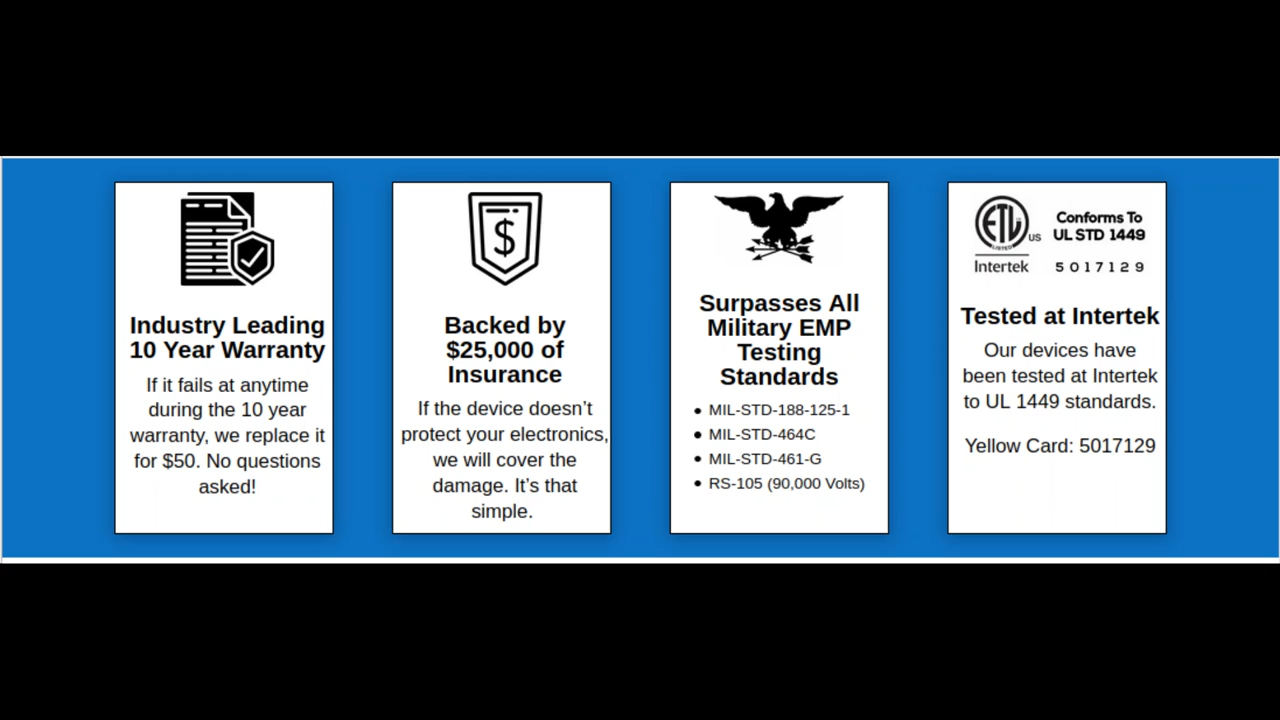 Industry Leading
10 Year Warranty
If it fails at anytime
during the 10 year
warranty, we replace it
for $50. No questions
asked!
$
Backed by
$25,000 of
Insurance
If the device doesn’t
protect your electronics,
we will cover the
damage. It’s that
simple.
Surpasses All
Military EMP
Testing
Standards
● MIL-STD-188-125-1
● MIL-STD-464C
● MIL-STD-461-G
● RS-105 (90,000 Volts)
ETL
LISTED
US
Intertek
Conforms To
UL STD 1449
5017129
Tested at Intertek
Our devices have
been tested at Intertek
to UL 1449 standards.
Yellow Card: 5017129